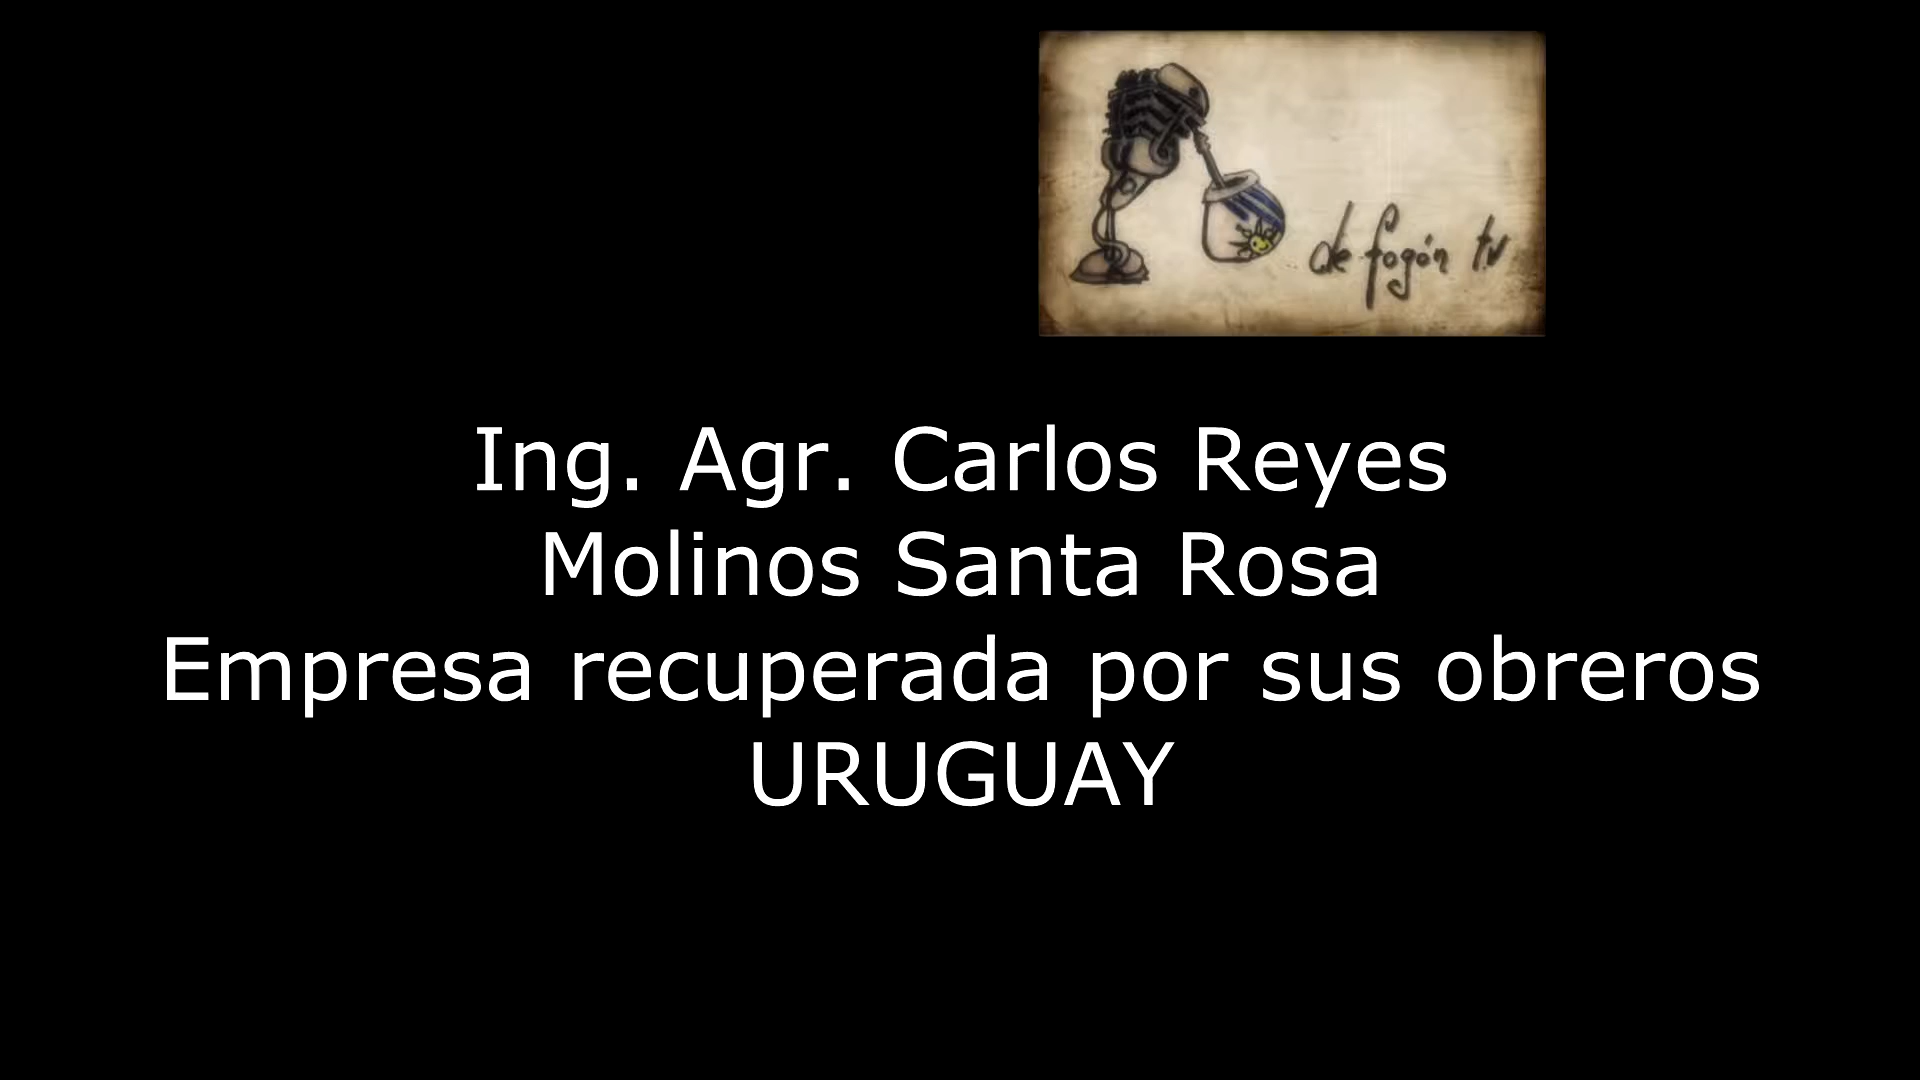 de fogón tv
Ing. Agr. Carlos Reyes
Molinos Santa Rosa
Empresa recuperada por sus obreros
URUGUAY